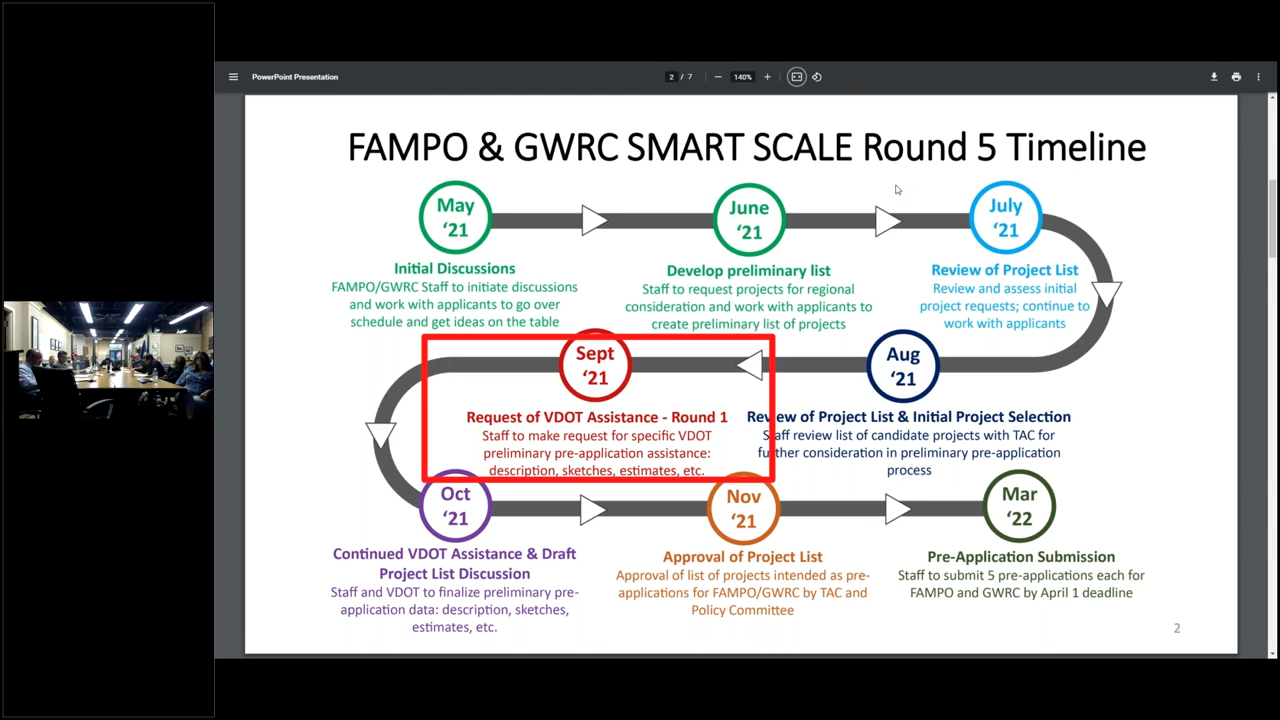 PowerPoint Presentation
2 / 7
140%
FAMPO & GWRC SMART SCALE Round 5 Timeline
May
'21
Initial Discussions
FAMPO/GWRC Staff to initiate discussions
and work with applicants to go over
schedule and get ideas on the table
June
'21
Develop preliminary list
Staff to request projects for regional
consideration and work with applicants to
create preliminary list of projects
July
'21
Review of Project List
Review and assess initial
project requests; continue to
work with applicants
Aug
'21
Review of Project List & Initial Project Selection
Staff review list of candidate projects with TAC for
further consideration in preliminary pre-application
process
Sept
'21
Request of VDOT Assistance - Round 1
Staff to make request for specific VDOT
preliminary pre-application assistance:
description, sketches, estimates, etc.
Oct
'21
Continued VDOT Assistance & Draft
Project List Discussion
Staff and VDOT to finalize preliminary pre-
application data: description, sketches,
estimates, etc.
Nov
'21
Approval of Project List
Approval of list of projects intended as pre-
applications for FAMPO/GWRC by TAC and
Policy Committee
Mar
'22
Pre-Application Submission
Staff to submit 5 pre-applications each for
FAMPO and GWRC by April 1 deadline
2